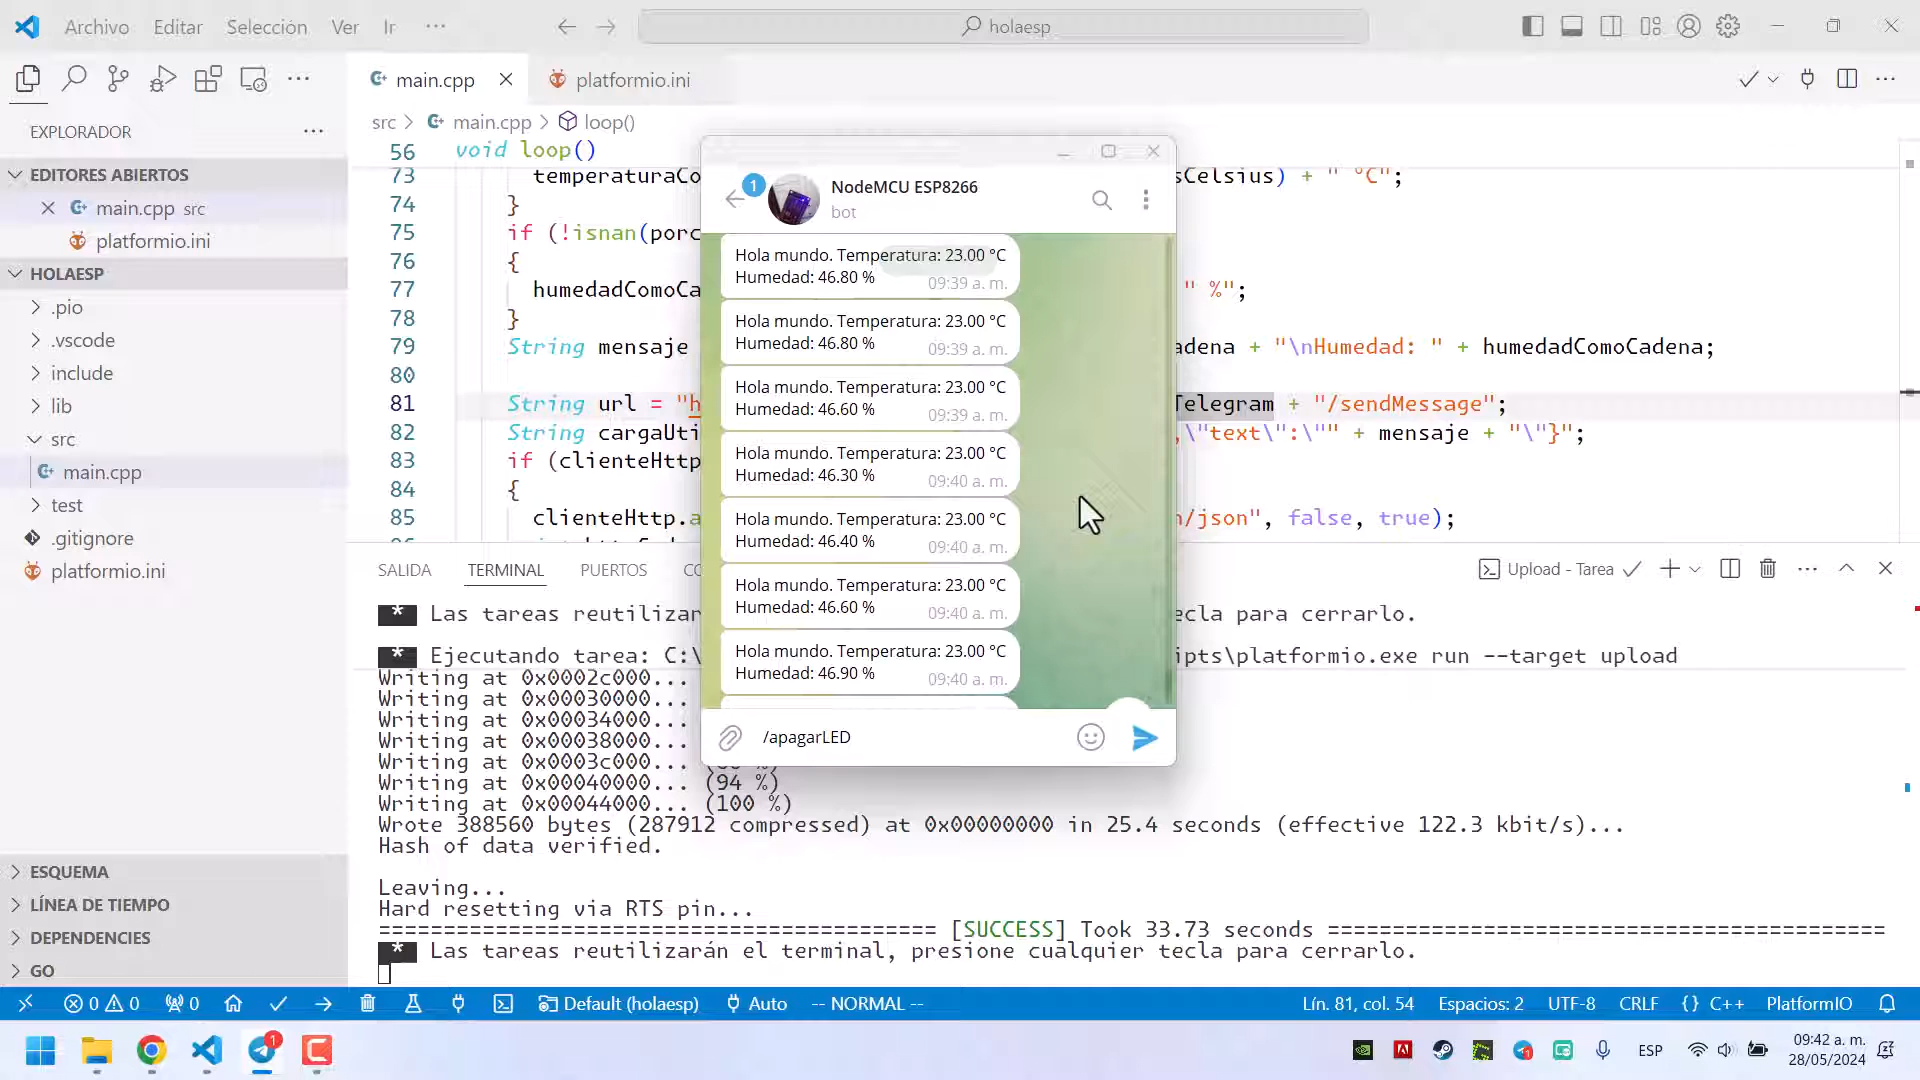 Archivo Editar Selección Ver Ir ···
holaesp
main.cpp
platformio.ini
EXPLORADOR
src > main.cpp > loop()
EDITORES ABIERTOS
main.cpp src
platformio.ini
HOLAESP
.pio
.vscode
include
lib
src
main.cpp
test
.gitignore
platformio.ini
ESQUEMA
LÍNEA DE TIEMPO
DEPENDENCIES
GO
56 void loop()
73 temperaturaCo
sCelsius) + " °C";
74 }
75 if (!isnan(porc
76 {
77 humedadComoCa
" %";
78 }
79 String mensaje
adena + "\nHumedad: " + humedadComoCadena;
80
81 String url = "h
Telegram + "/sendMessage";
82 String cargaUti
,\"text\":\"" + mensaje + "\"}";
83 if (clienteHttp
84 {
85 clienteHttp.a
n/json", false, true);
NodeMCU ESP8266
bot
1
Hola mundo. Temperatura: 23.00 °C
Humedad: 46.80 %
09:39 a. m.
Hola mundo. Temperatura: 23.00 °C
Humedad: 46.80 %
09:39 a. m.
Hola mundo. Temperatura: 23.00 °C
Humedad: 46.60 %
09:39 a. m.
Hola mundo. Temperatura: 23.00 °C
Humedad: 46.30 %
09:40 a. m.
Hola mundo. Temperatura: 23.00 °C
Humedad: 46.40 %
09:40 a. m.
Hola mundo. Temperatura: 23.00 °C
Humedad: 46.60 %
09:40 a. m.
Hola mundo. Temperatura: 23.00 °C
Humedad: 46.90 %
09:40 a. m.
/apagarLED
SALIDA TERMINAL PUERTOS CO
Upload - Tarea
* Las tareas reutilizar
ecla para cerrarlo.
* Ejecutando tarea: C:\
ipts\platformio.exe run --target upload
Writing at 0x0002c000...
Writing at 0x00030000...
Writing at 0x00034000...
Writing at 0x00038000...
Writing at 0x0003c000...
Writing at 0x00040000... (94 %)
Writing at 0x00044000... (100 %)
Wrote 388560 bytes (287912 compressed) at 0x00000000 in 25.4 seconds (effective 122.3 kbit/s)...
Hash of data verified.
Leaving...
Hard resetting via RTS pin...
======================================= [SUCCESS] Took 33.73 seconds =======================================
* Las tareas reutilizarán el terminal, presione cualquier tecla para cerrarlo.
0 0 0 Default (holaesp) Auto -- NORMAL -- Lín. 81, col. 54 Espacios: 2 UTF-8 CRLF {} C++ PlatformIO
1
ESP
09:42 a. m.
28/05/2024